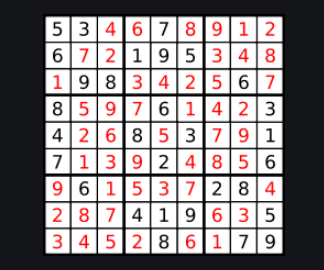 5 3 4 6 7 8 9 1 2
6 7 2 1 9 5 3 4 8
1 9 8 3 4 2 5 6 7
8 5 9 7 6 1 4 2 3
4 2 6 8 5 3 7 9 1
7 1 3 9 2 4 8 5 6
9 6 1 5 3 7 2 8 4
2 8 7 4 1 9 6 3 5
3 4 5 2 8 6 1 7 9